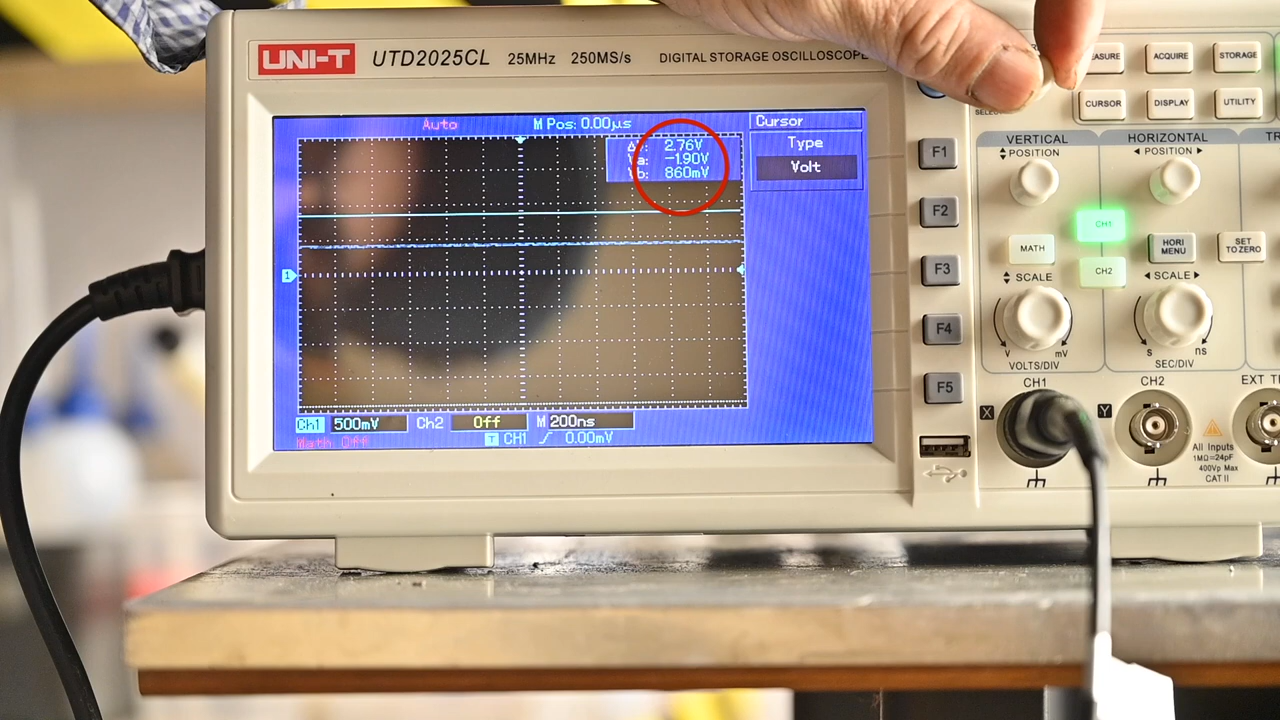 UNI-T UTD2025CL 25MHz 250MS/s DIGITAL STORAGE OSCILLOSCOPE
ACQUIRE STORAGE
CURSOR DISPLAY UTILITY
Auto M Pos: 0.00µs Cursor
Type
Volt
2.76V
-1.90V
860mV
1
Ch1 500mV Ch2 Off M 200ns
Math Off T CH1 0.00mV
F1
F2
F3
F4
F5
VERTICAL HORIZONTAL
POSITION POSITION
CH1
MATH HORI MENU SET TO ZERO
CH2
SCALE SCALE
V mV s ns
VOLTS/DIV SEC/DIV
CH1 CH2
X Y
All Inputs
1MΩ=24pF
400Vp Max
CAT II